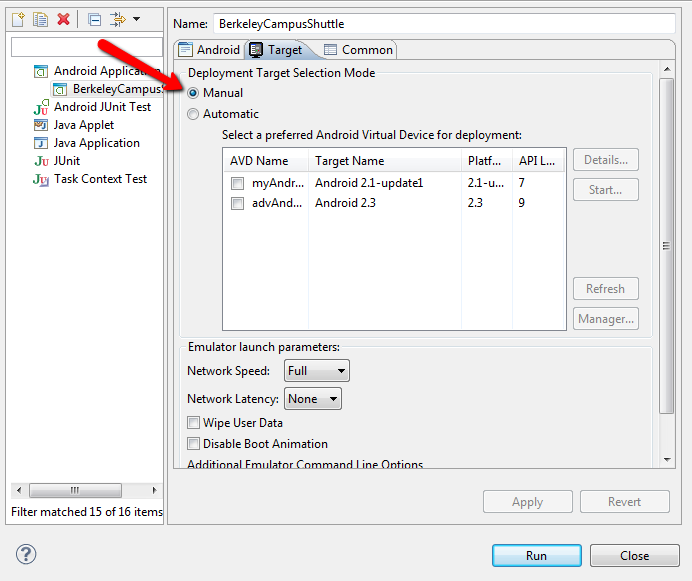 Name: BerkeleyCampusShuttle
Android Target Common
Android Application
BerkeleyCampusS
Android JUnit Test
Java Applet
Java Application
JUnit
Task Context Test
Filter matched 15 of 16 items
Deployment Target Selection Mode
Manual
Automatic
Select a preferred Android Virtual Device for deployment:
AVD Name Target Name Platf... API L...
myAndr... Android 2.1-update1 2.1-u... 7
advAnd... Android 2.3 2.3 9
Details...
Start...
Refresh
Manager...
Emulator launch parameters:
Network Speed: Full
Network Latency: None
Wipe User Data
Disable Boot Animation
Additional Emulator Command Line Options
Apply Revert
? Run Close